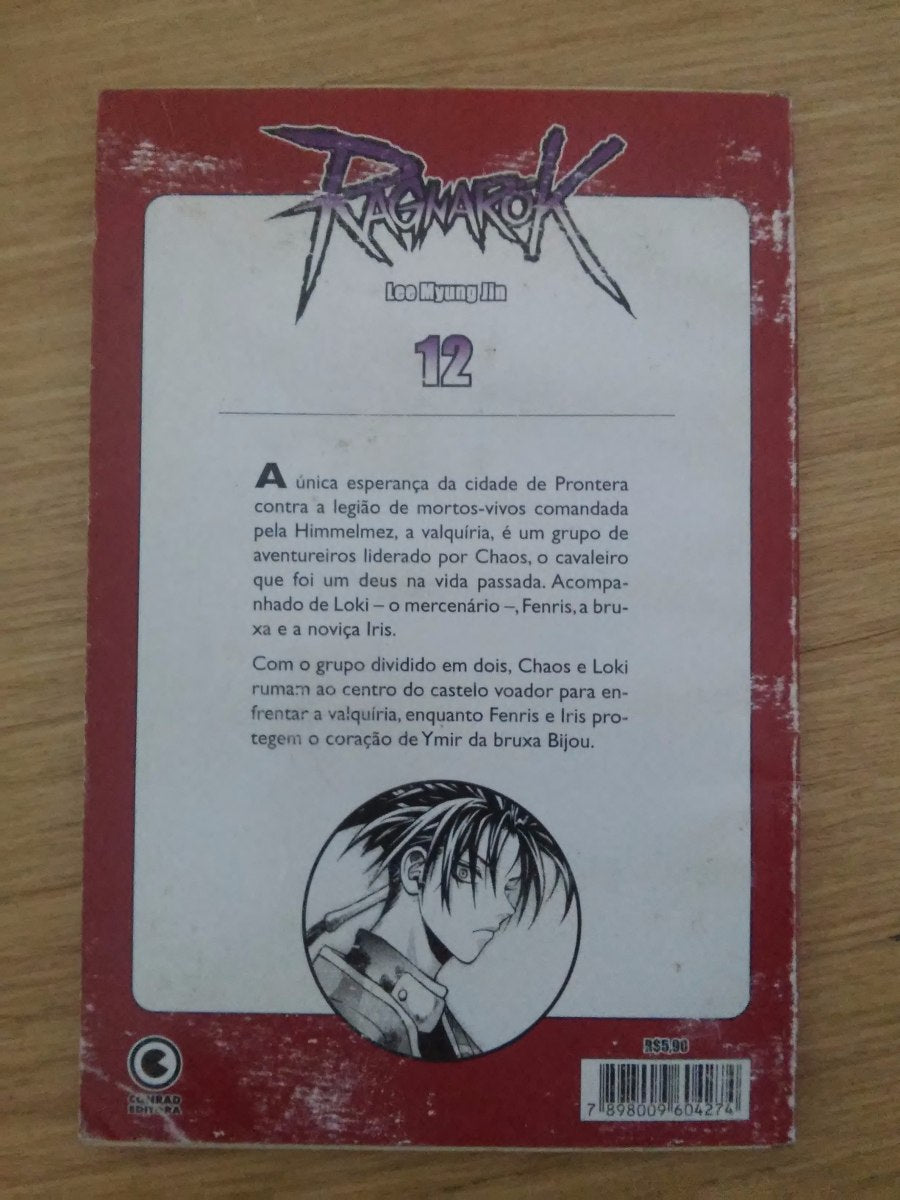 RAGNAROK
Lee Myung Jin
12
A única esperança da cidade de Prontera
contra a legião de mortos-vivos comandada
pela Himmelmez, a valquíria, é um grupo de
aventureiros liderado por Chaos, o cavaleiro
que foi um deus na vida passada. Acompa-
nhado de Loki – o mercenário –, Fenris, a bru-
xa e a noviça Iris.
Com o grupo dividido em dois, Chaos e Loki
rumam ao centro do castelo voador para en-
frentar a valquíria, enquanto Fenris e Iris pro-
tegem o coração de Ymir da bruxa Bijou.
CONRAD
EDITORA
R$5,90
7 898009 604274